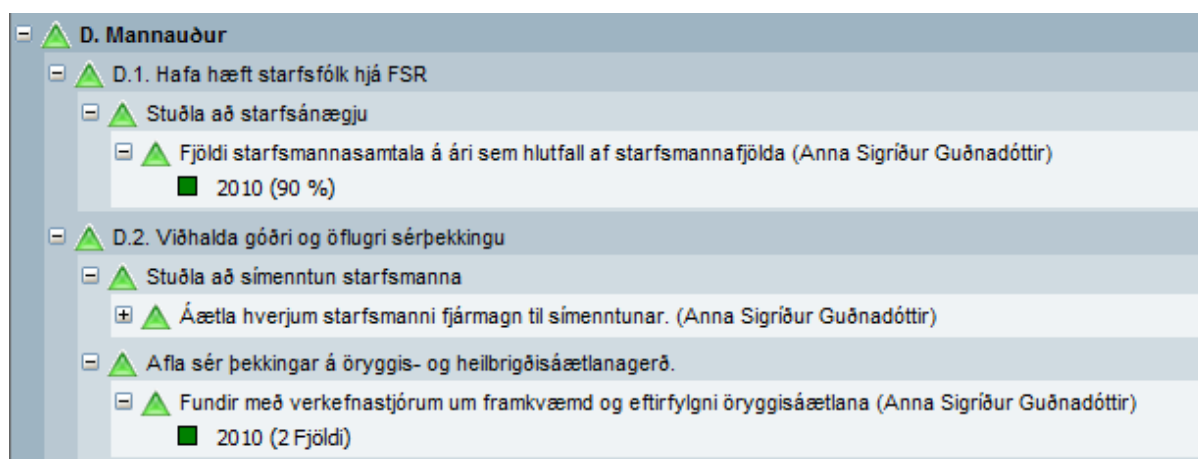 D. Mannauður
D.1. Hafa hæft starfsfólk hjá FSR
Stuðla að starfsánægju
Fjöldi starfsmannasamtala á ári sem hlutfall af starfsmannafjölda (Anna Sigríður Guðnadóttir)
2010 (90 %)
D.2. Viðhalda góðri og öflugri sérþekkingu
Stuðla að símenntun starfsmanna
Áætla hverjum starfsmanni fjármagn til símenntunar. (Anna Sigríður Guðnadóttir)
Afla sér þekkingar á öryggis- og heilbrigðisáætlanagerð.
Fundir með verkefnastjórum um framkvæmd og eftirfylgni öryggisáætlana (Anna Sigríður Guðnadóttir)
2010 (2 Fjöldi)